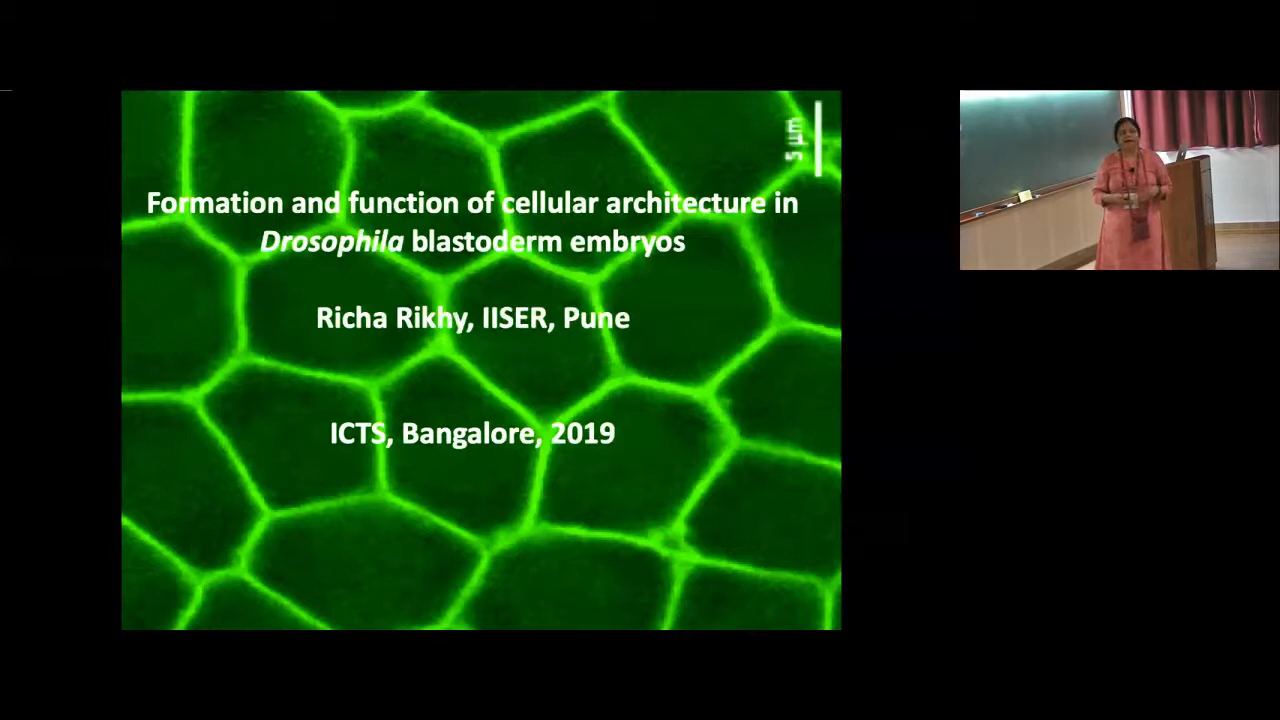 5 µm
Formation and function of cellular architecture in
Drosophila blastoderm embryos
Richa Rikhy, IISER, Pune
ICTS, Bangalore, 2019